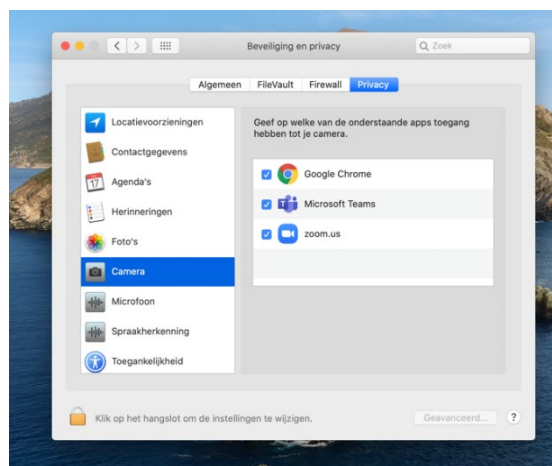 Beveiliging en privacy
Zoek
Algemeen FileVault Firewall Privacy
Locatievoorzieningen
Contactgegevens
17
Agenda's
Herinneringen
Foto's
Camera
Microfoon
Spraakherkenning
Toegankelijkheid
Geef op welke van de onderstaande apps toegang
hebben tot je camera.
Google Chrome
Microsoft Teams
zoom.us
Klik op het hangslot om de instellingen te wijzigen.
Geavanceerd...
?